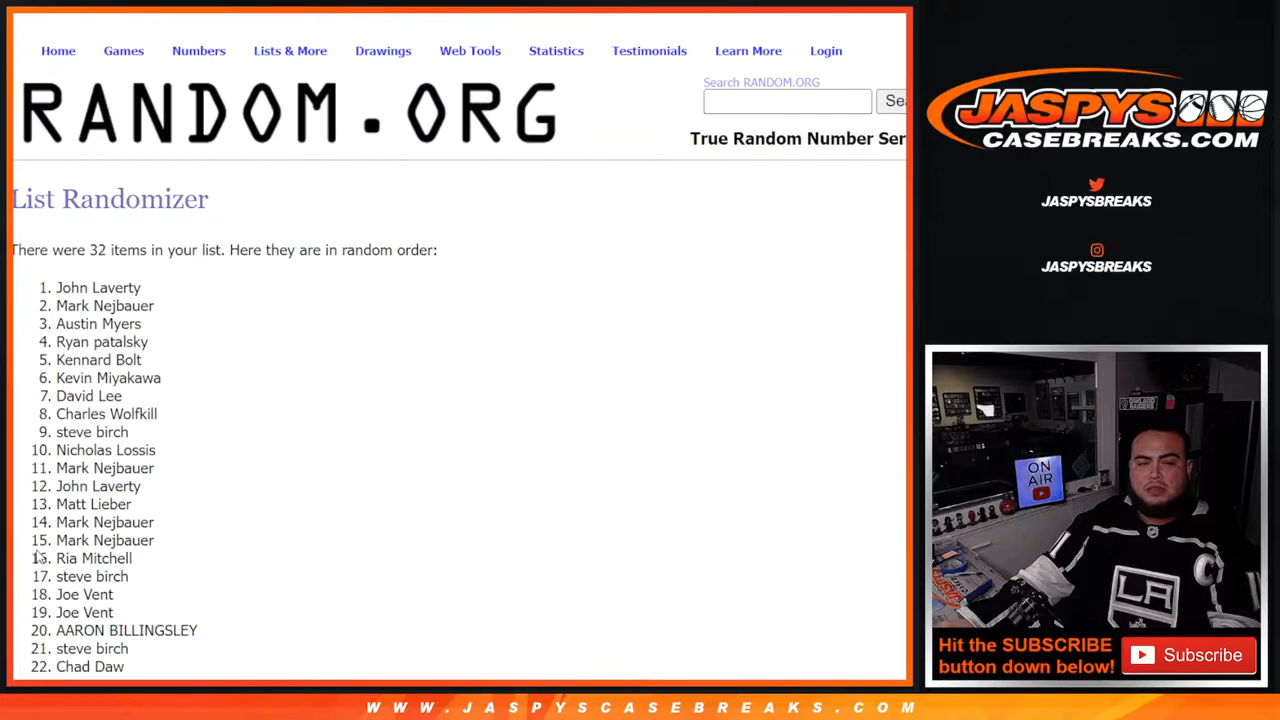 Home Games Numbers Lists & More Drawings Web Tools Statistics Testimonials Learn More Login
RANDOM.ORG
Search RANDOM.ORG
Sea
True Random Number Ser
List Randomizer
There were 32 items in your list. Here they are in random order:
1. John Laverty
2. Mark Nejbauer
3. Austin Myers
4. Ryan patalsky
5. Kennard Bolt
6. Kevin Miyakawa
7. David Lee
8. Charles Wolfkill
9. steve birch
10. Nicholas Lossis
11. Mark Nejbauer
12. John Laverty
13. Matt Lieber
14. Mark Nejbauer
15. Mark Nejbauer
16. Ria Mitchell
17. steve birch
18. Joe Vent
19. Joe Vent
20. AARON BILLINGSLEY
21. steve birch
22. Chad Daw
JASPYS
CASEBREAKS.COM
JASPYSBREAKS
JASPYSBREAKS
OAKLAND
RAIDERS
ON
AIR
C
LA
Hit the SUBSCRIBE
button down below!
Subscribe
WWW.JASPYSCASEBREAKS.COM